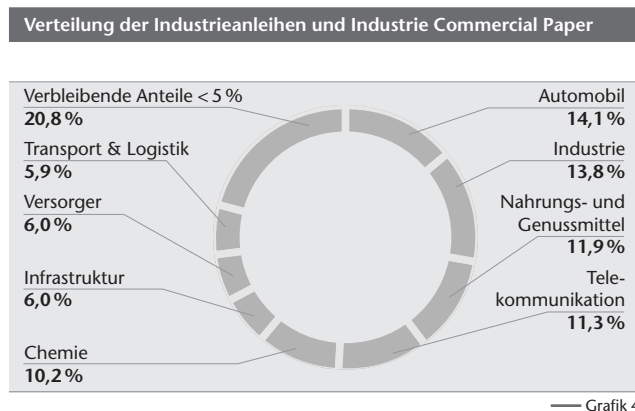 Verteilung der Industrieanleihen und Industrie Commercial Paper
Verbleibende Anteile < 5 %
20,8 %
Transport & Logistik
5,9 %
Versorger
6,0 %
Infrastruktur
6,0 %
Chemie
10,2 %
Automobil
14,1 %
Industrie
13,8 %
Nahrungs- und
Genussmittel
11,9 %
Tele-
kommunikation
11,3 %
Grafik 4